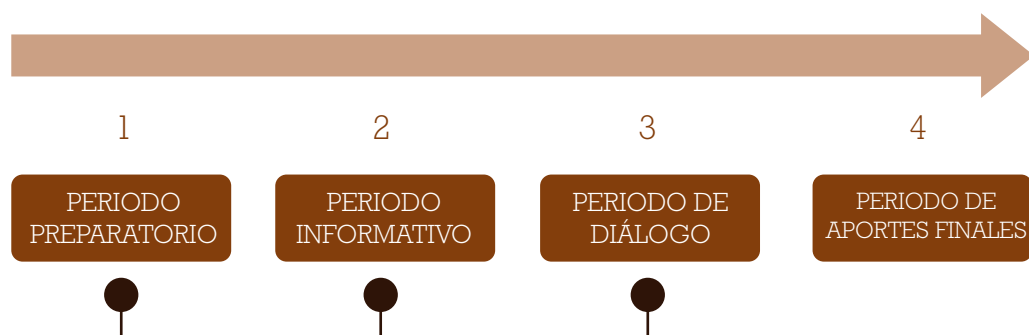 1
2
3
4
PERIODO
PREPARATORIO
PERIODO
INFORMATIVO
PERIODO DE
DIÁLOGO
PERIODO DE
APORTES FINALES